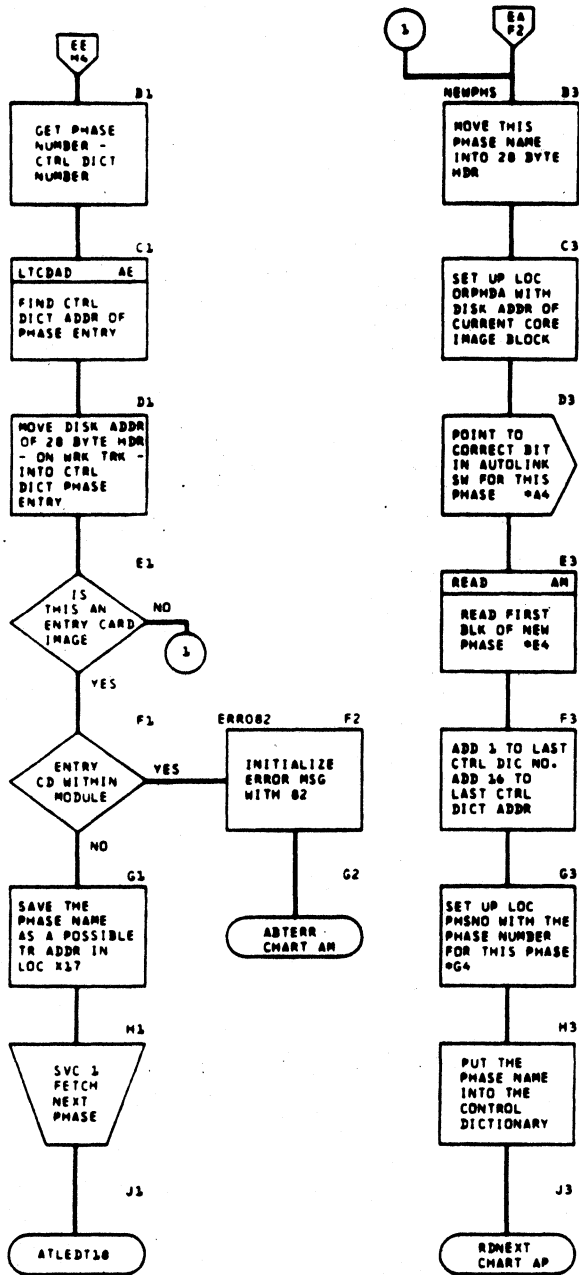 EE
H4
B1
GET PHASE
NUMBER -
CTRL DICT
NUMBER
C1
LTCDAD AE
FIND CTRL
DICT ADDR OF
PHASE ENTRY
D1
MOVE DISK ADDR
OF 28 BYTE HDR
- ON WRK TRK -
INTO CTRL
DICT PHASE
ENTRY
E1
IS
THIS AN
ENTRY CARD
IMAGE
NO
1
YES
F1
ENTRY
CD WITHIN
MODULE
YES
ERR082 F2
INITIALIZE
ERROR MSG
WITH 82
G2
ABTERR
CHART AM
NO
G1
SAVE THE
PHASE NAME
AS A POSSIBLE
TR ADDR IN
LOC X17
H1
SVC 1
FETCH
NEXT
PHASE
J1
ATLEDT10
1
EA
F2
NEWPHS B3
MOVE THIS
PHASE NAME
INTO 28 BYTE
HDR
C3
SET UP LOC
ORPHDA WITH
DISK ADDR OF
CURRENT CORE
IMAGE BLOCK
D3
POINT TO
CORRECT BIT
IN AUTOLINK
SW FOR THIS
PHASE *A4
E3
READ AM
READ FIRST
BLK OF NEW
PHASE *E4
F3
ADD 1 TO LAST
CTRL DIC NO.
ADD 16 TO
LAST CTRL
DICT ADDR
G3
SET UP LOC
PHSNO WITH THE
PHASE NUMBER
FOR THIS PHASE
*G4
H3
PUT THE
PHASE NAME
INTO THE
CONTROL
DICTIONARY
J3
RDNEXT
CHART AP